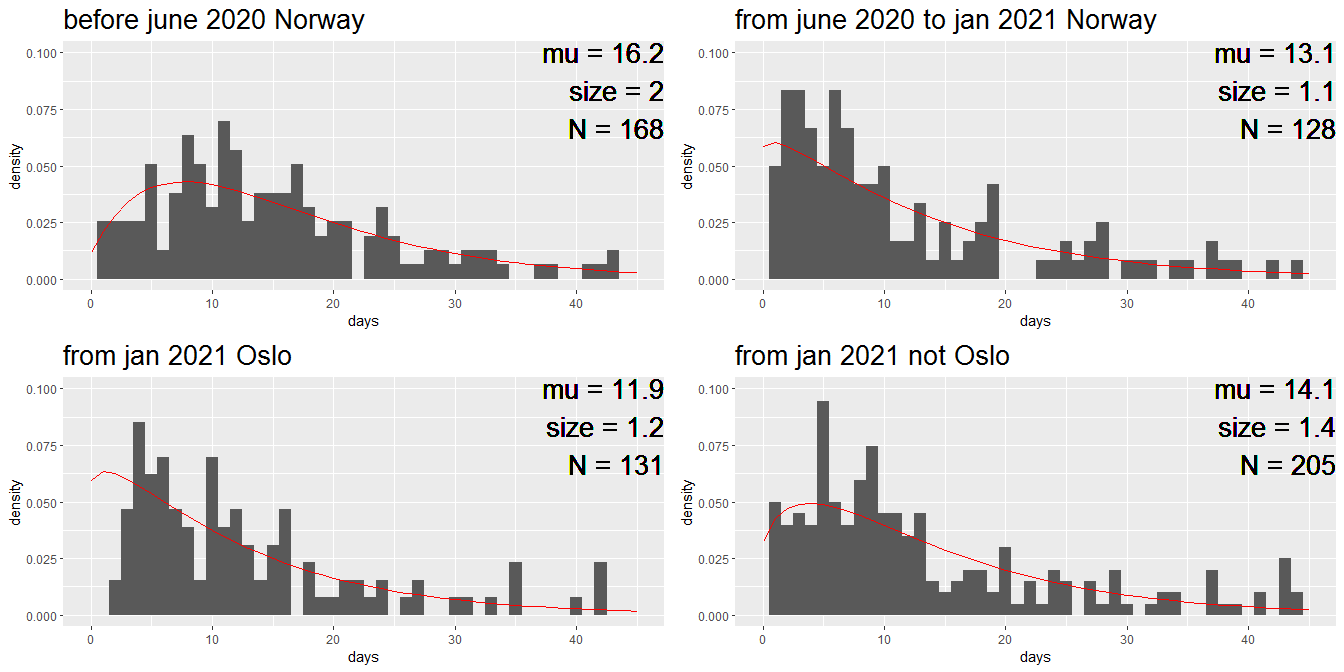 before june 2020 Norway
mu = 16.2
size = 2
N = 168
density
0.100
0.075
0.050
0.025
0.000
0 10 20 30 40
days
from june 2020 to jan 2021 Norway
mu = 13.1
size = 1.1
N = 128
density
0.100
0.075
0.050
0.025
0.000
0 10 20 30 40
days
from jan 2021 Oslo
mu = 11.9
size = 1.2
N = 131
density
0.100
0.075
0.050
0.025
0.000
0 10 20 30 40
days
from jan 2021 not Oslo
mu = 14.1
size = 1.4
N = 205
density
0.100
0.075
0.050
0.025
0.000
0 10 20 30 40
days